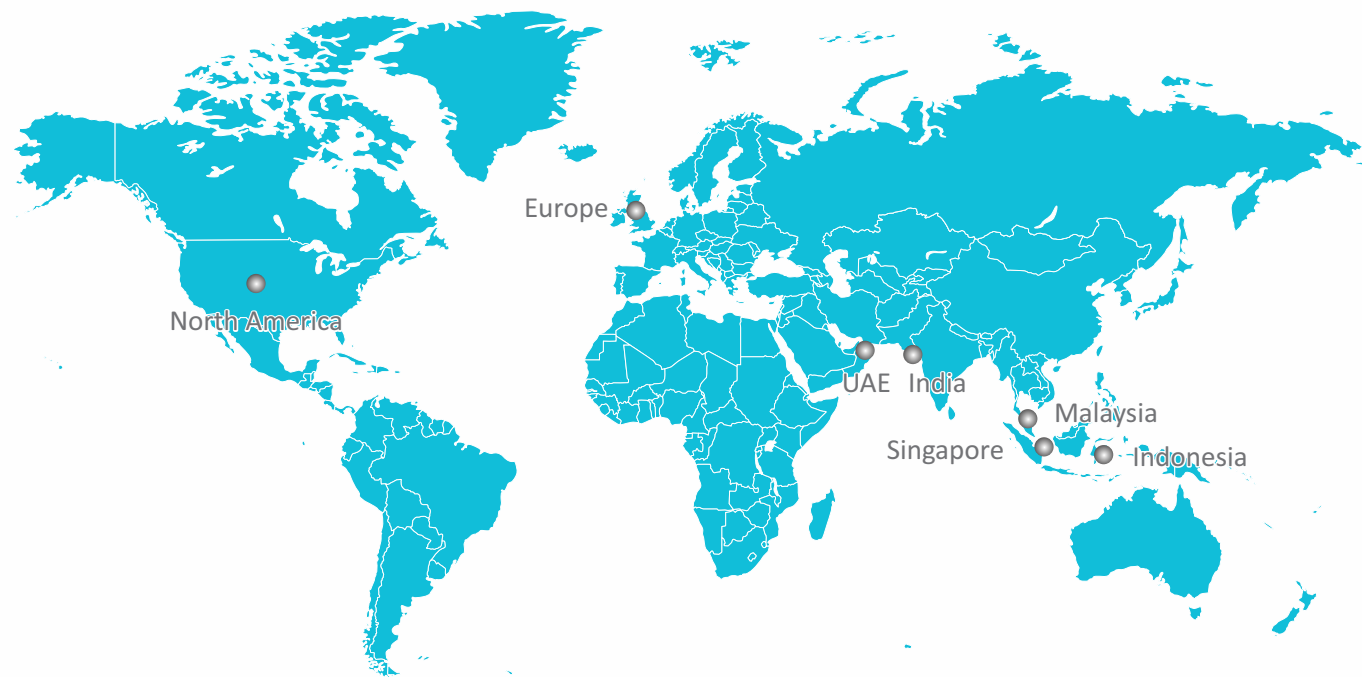 Europe
North America
UAE
India
Malaysia
Singapore
Indonesia